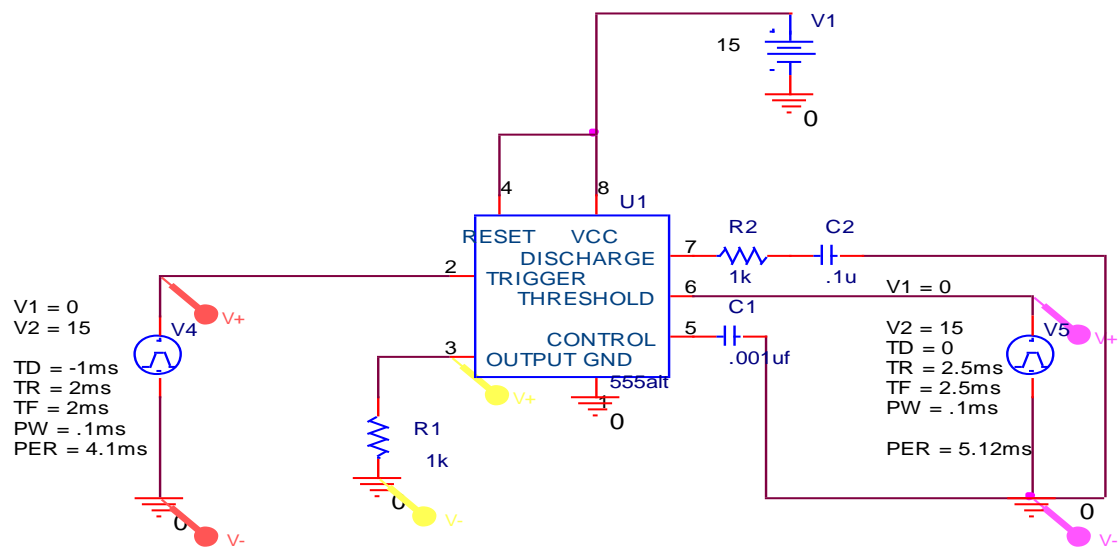 V1
15
0
4
8
U1
RESET
VCC
DISCHARGE
7
R2
C2
1k
.1u
2
TRIGGER
THRESHOLD
6
V1 = 0
V1 = 0
V2 = 15
V+
V4
TD = -1ms
TR = 2ms
TF = 2ms
PW = .1ms
PER = 4.1ms
CONTROL
5
C1
.001uf
3
OUTPUT
GND
555alt
1
0
V+
V2 = 15
V5
V+
TD = 0
TR = 2.5ms
TF = 2.5ms
PW = .1ms
PER = 5.12ms
R1
1k
0
V-
0
V-
0
V-